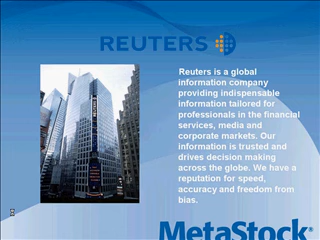 REUTERS
Reuters is a global
information company
providing indispensable
information tailored for
professionals in the financial
services, media and
corporate markets. Our
information is trusted and
drives decision making
across the globe. We have a
reputation for speed,
accuracy and freedom from
bias.
MetaStock®